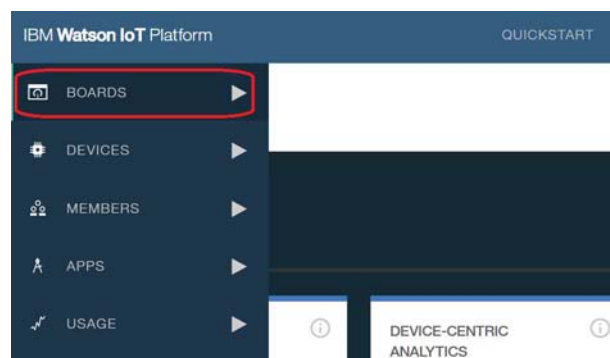 IBM Watson IoT Platform
QUICKSTART
BOARDS
DEVICES
MEMBERS
APPS
USAGE
DEVICE-CENTRIC
ANALYTICS